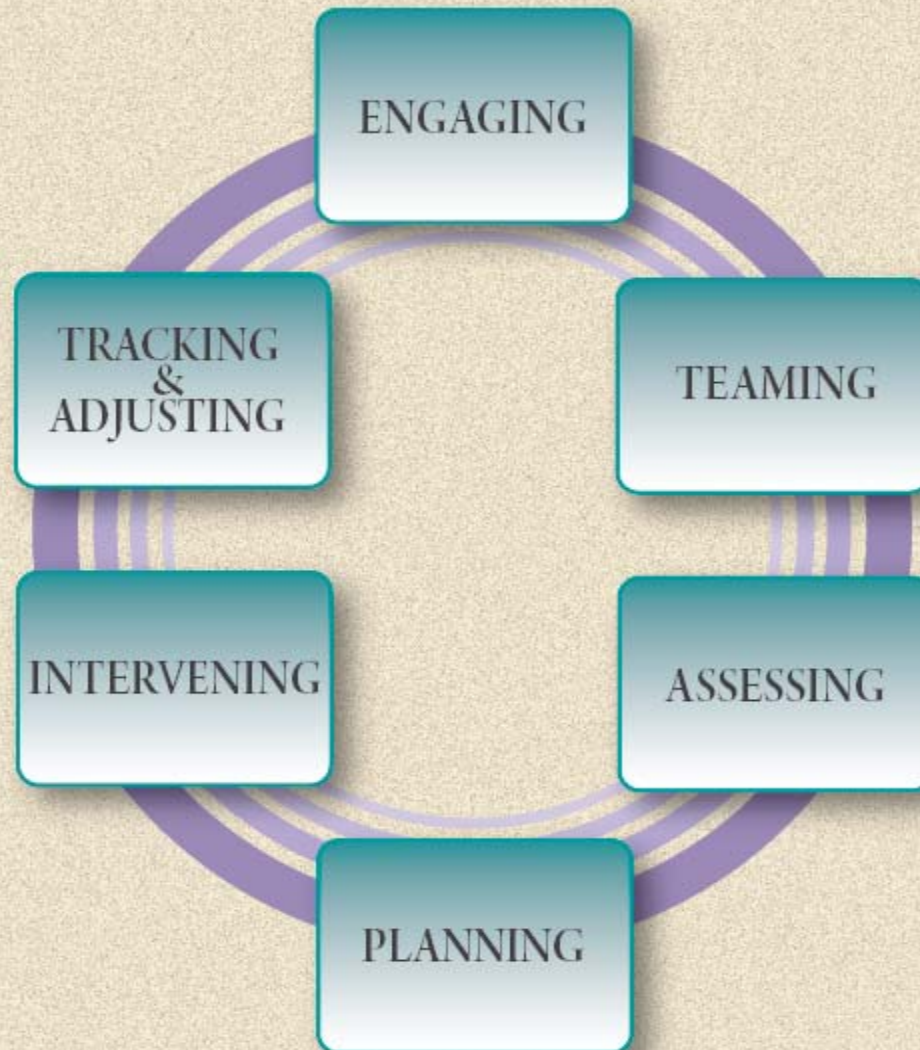 ENGAGING
TEAMING
ASSESSING
PLANNING
INTERVENING
TRACKING
&
ADJUSTING